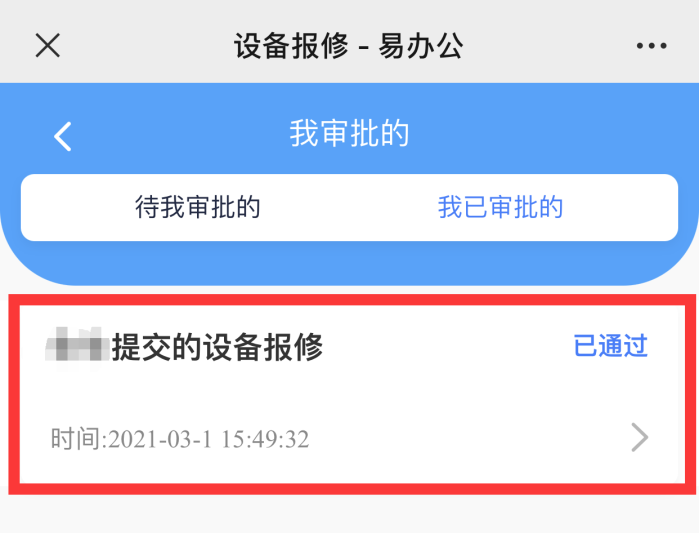 设备报修 - 易办公
我审批的
待我审批的 我已审批的
提交的设备报修 已通过
时间:2021-03-1 15:49:32